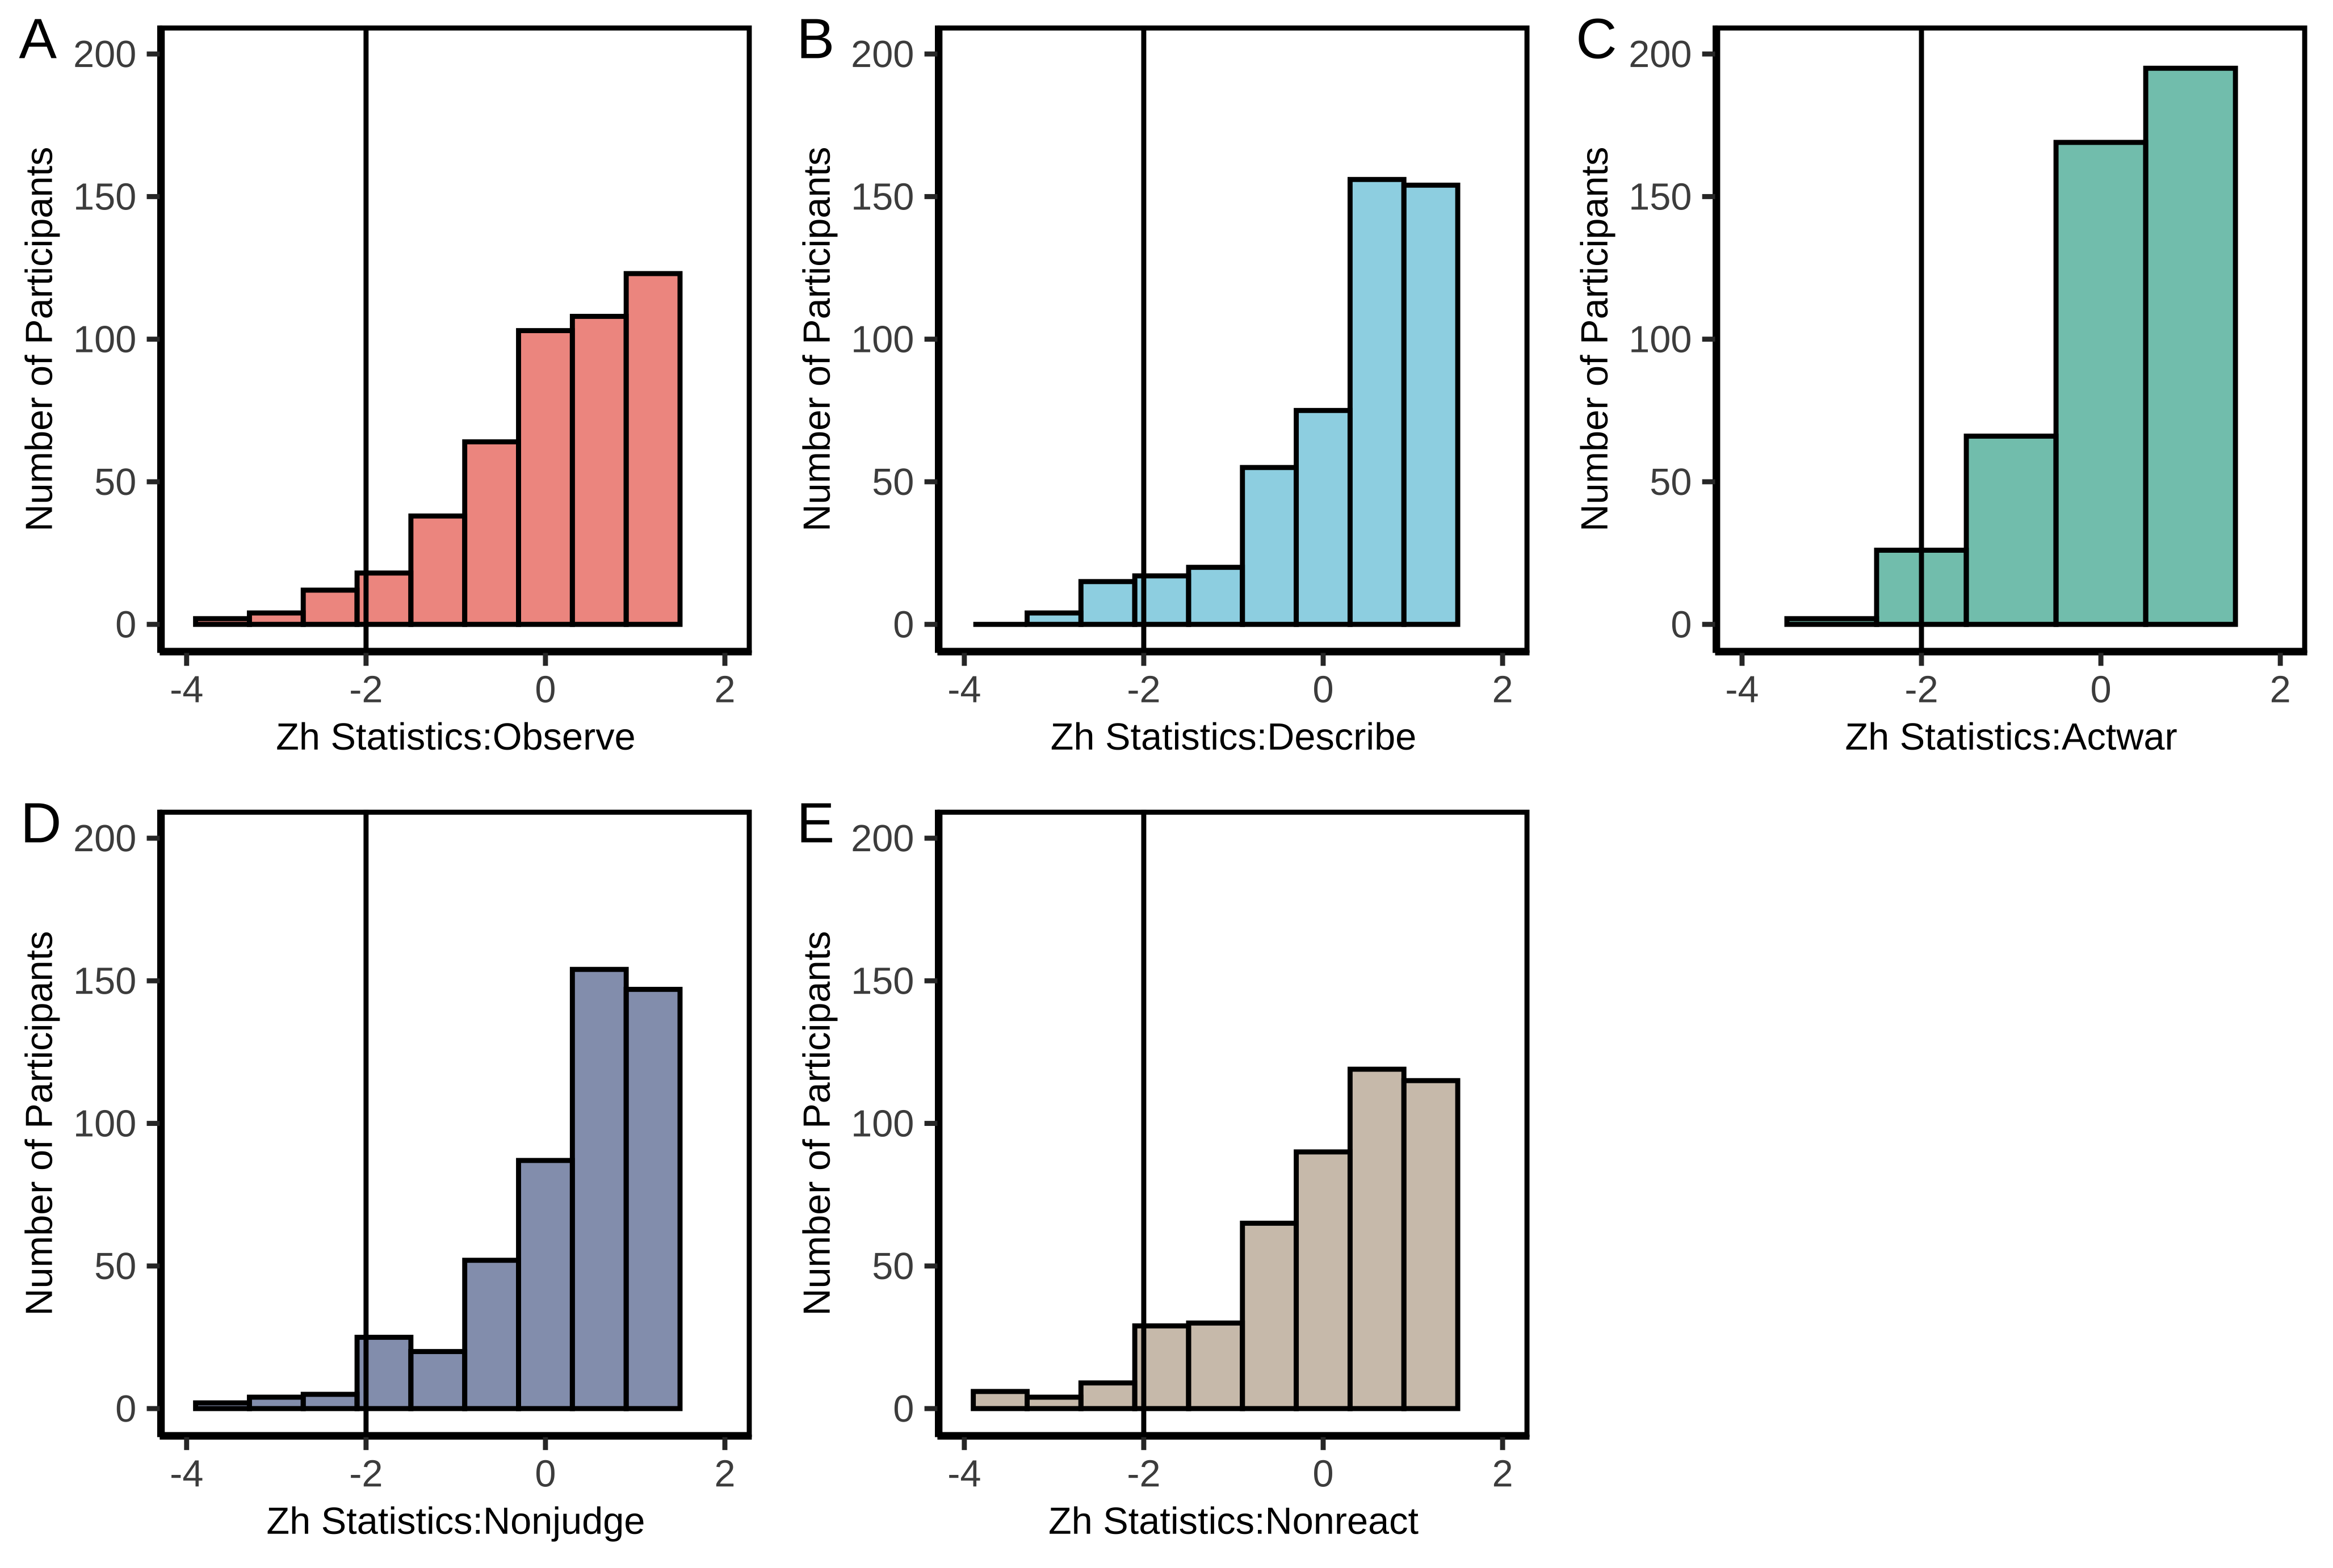 A
200
150
100
50
0
Number of Participants
-4 -2 0 2
Zh Statistics:Observe
B
200
150
100
50
0
Number of Participants
-4 -2 0 2
Zh Statistics:Describe
C
200
150
100
50
0
Number of Participants
-4 -2 0 2
Zh Statistics:Actwar
D
200
150
100
50
0
Number of Participants
-4 -2 0 2
Zh Statistics:Nonjudge
E
200
150
100
50
0
Number of Participants
-4 -2 0 2
Zh Statistics:Nonreact